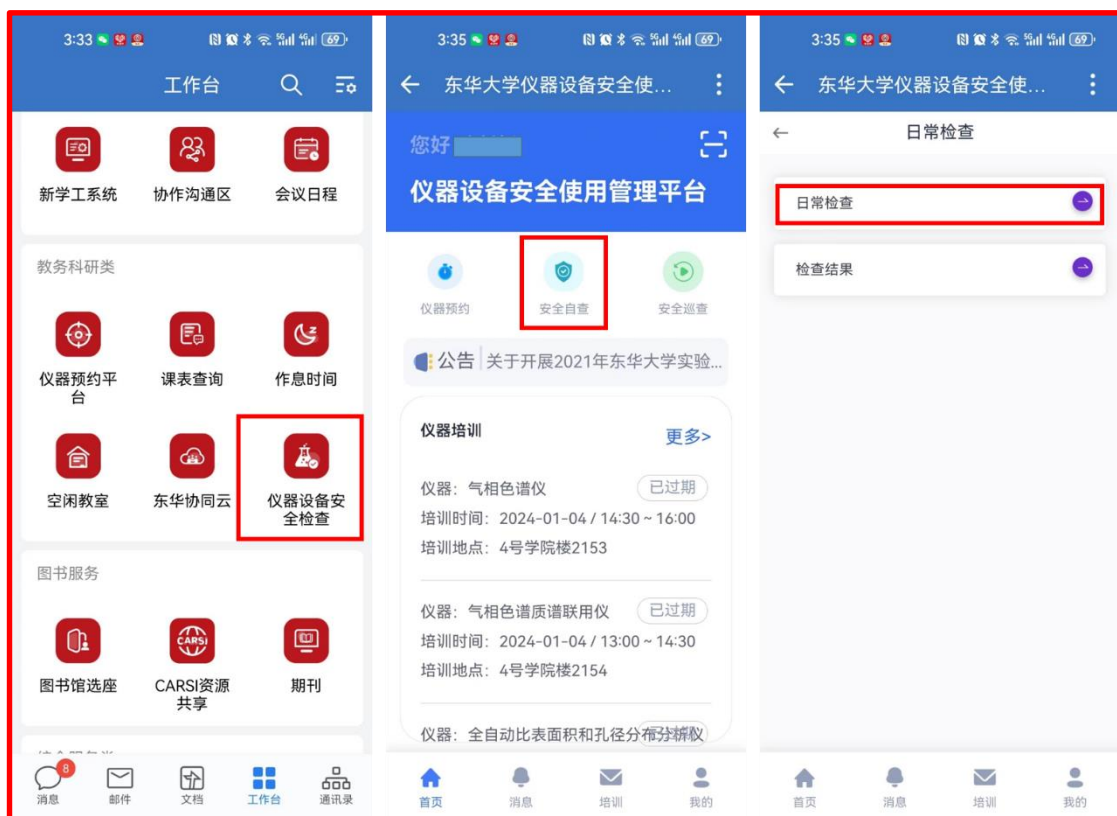 3:33
5G
4G
69
工作台
新学工系统
协作沟通区
会议日程
教务科研类
仪器预约平
台
课表查询
作息时间
空闲教室
东华协同云
仪器设备安
全检查
图书服务
图书馆选座
CARSI
CARSI资源
共享
期刊
8
消息
邮件
文档
工作台
通讯录
3:35
5G
4G
69
东华大学仪器设备安全使...
您好
仪器设备安全使用管理平台
仪器预约
安全自查
安全巡查
公告
关于开展2021年东华大学实验...
仪器培训
更多>
仪器：气相色谱仪
已过期
培训时间：2024-01-04 / 14:30 ~ 16:00
培训地点：4号学院楼2153
仪器：气相色谱质谱联用仪
已过期
培训时间：2024-01-04 / 13:00 ~ 14:30
培训地点：4号学院楼2154
仪器：全自动比表面积和孔径分布分析仪
首页
消息
培训
我的
3:35
5G
4G
69
东华大学仪器设备安全使...
日常检查
日常检查
检查结果
首页
消息
培训
我的